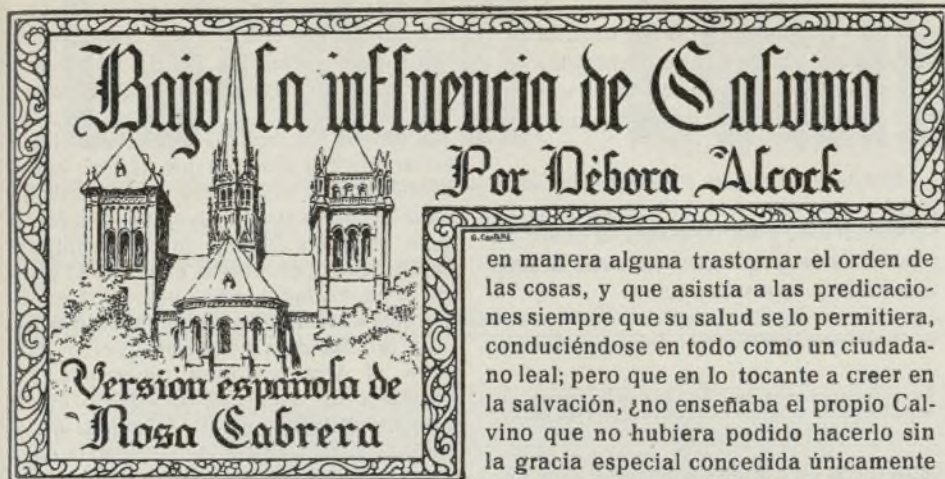 Bajo la influencia de Calvino
Por Débora Alcock
Versión española de
Rosa Cabrera
en manera alguna trastornar el orden de
las cosas, y que asistía a las predicacio-
nes siempre que su salud se lo permitiera,
conduciéndose en todo como un ciudada-
no leal; pero que en lo tocante a creer en
la salvación, ¿no enseñaba el propio Cal-
vino que no hubiera podido hacerlo sin
la gracia especial concedida únicamente